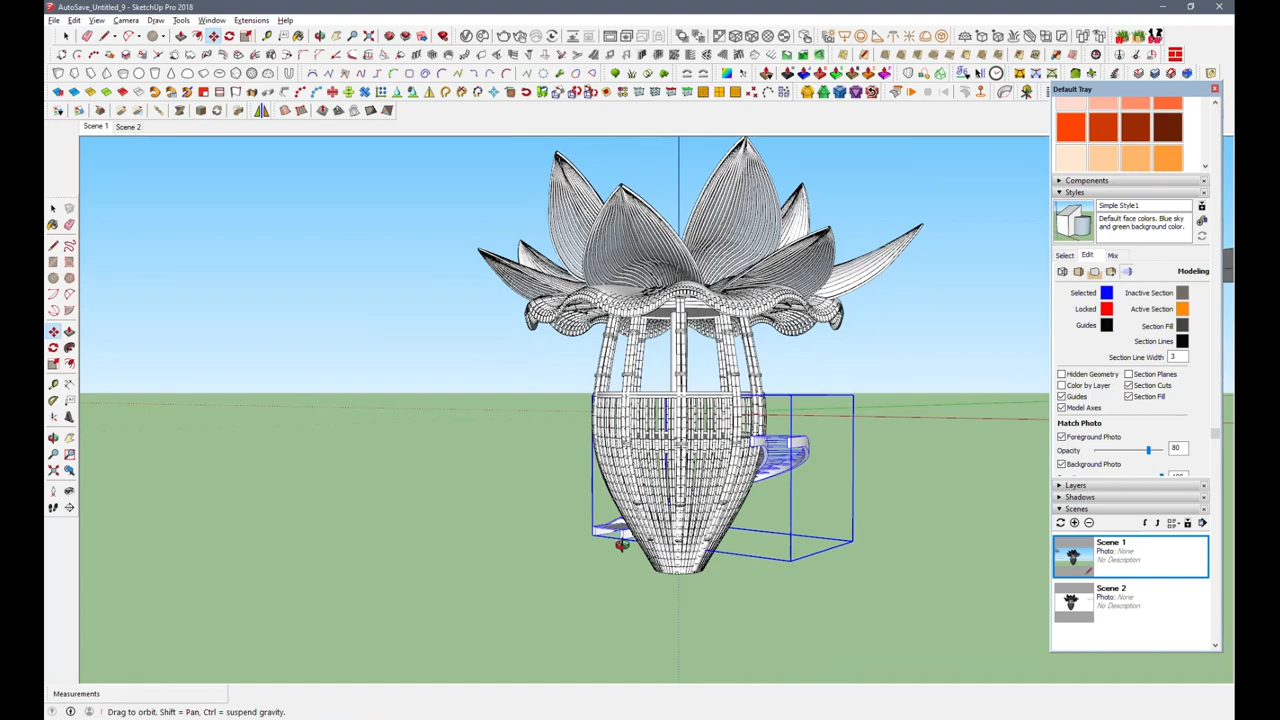 AutoSave_Untitled_9 - SketchUp Pro 2018
File Edit View Camera Draw Tools Window Extensions Help
Scene 1 Scene 2
Default Tray
Components
Styles
Simple Style1
Default face colors. Blue sky
and green background color.
Select Edit Mix
Modeling
Selected Inactive Section
Locked Active Section
Guides Section Fill
Section Lines
Section Line Width 3
Hidden Geometry Section Planes
Color by Layer Section Cuts
Guides Section Fill
Model Axes
Match Photo
Foreground Photo
Opacity 80
Background Photo
Layers
Shadows
Scenes
Scene 1
Photo: None
No Description
Scene 2
Photo: None
No Description
Measurements
Drag to orbit. Shift = Pan, Ctrl = suspend gravity.